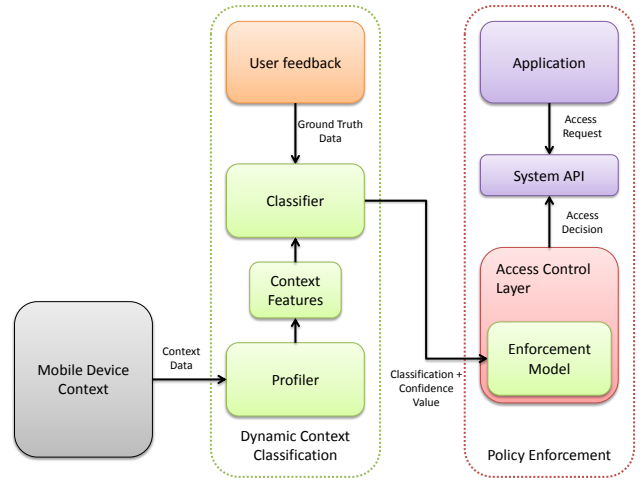 User feedback
Ground Truth
Data
Classifier
Context
Features
Profiler
Dynamic Context
Classification
Mobile Device
Context
Context
Data
Classification +
Confidence
Value
Application
Access
Request
System API
Access
Decision
Access Control
Layer
Enforcement
Model
Policy Enforcement